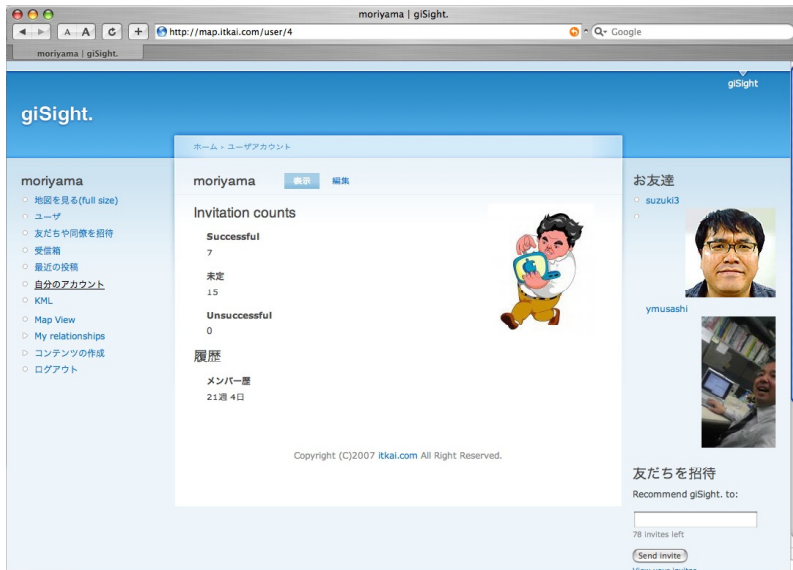 moriyama | giSight.
A A C + http://map.itkai.com/user/4 Google
moriyama | giSight.
giSight
giSight.
ホーム › ユーザアカウント
moriyama
地図を見る(full size)
ユーザ
友だちや同僚を招待
受信箱
最近の投稿
自分のアカウント
KML
Map View
My relationships
コンテンツの作成
ログアウト
moriyama 表示 編集
Invitation counts
Successful
7
未定
15
Unsuccessful
0
履歴
メンバー歴
21週 4日
Copyright (C)2007 itkai.com All Right Reserved.
お友達
suzuki3
ymusashi
友だちを招待
Recommend giSight. to:
78 invites left
Send invite
View your invites